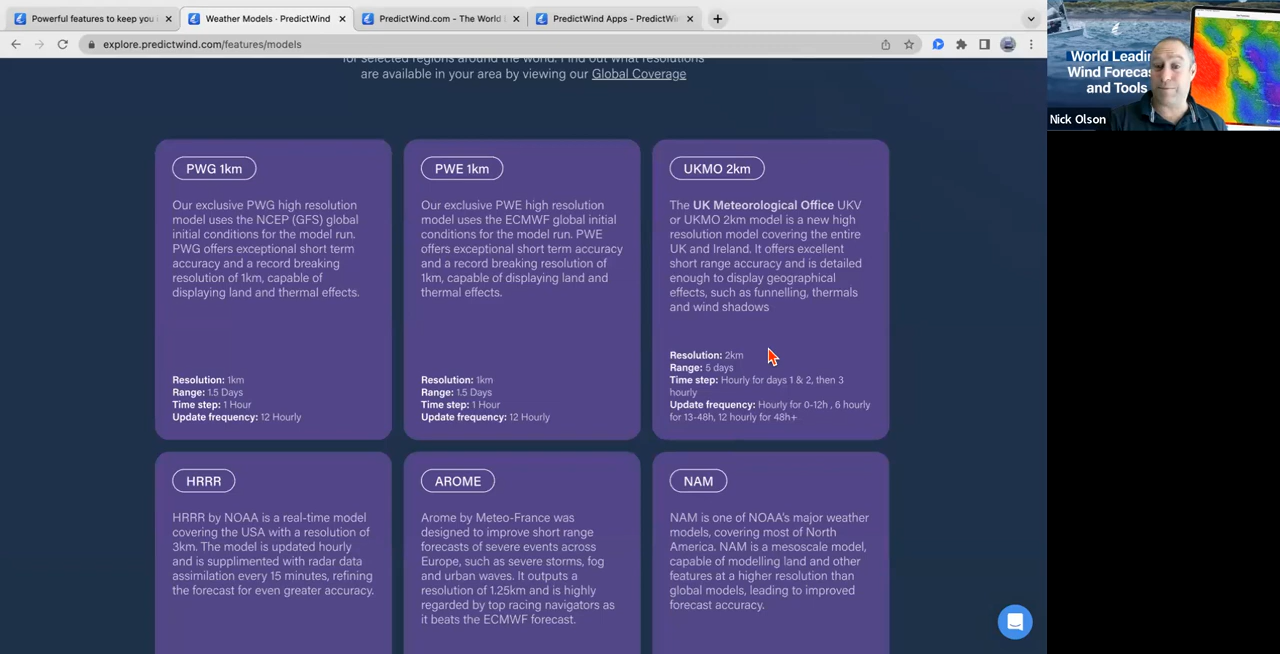 Powerful features to keep you
Weather Models · PredictWind
PredictWind.com - The World
PredictWind Apps - PredictWi
explore.predictwind.com/features/models
for selected regions around the world. Find out what resolutions
are available in your area by viewing our Global Coverage
PWG 1km
Our exclusive PWG high resolution
model uses the NCEP (GFS) global
initial conditions for the model run.
PWG offers exceptional short term
accuracy and a record breaking
resolution of 1km, capable of
displaying land and thermal effects.
Resolution: 1km
Range: 1.5 Days
Time step: 1 Hour
Update frequency: 12 Hourly
PWE 1km
Our exclusive PWE high resolution
model uses the ECMWF global initial
conditions for the model run. PWE
offers exceptional short term accuracy
and a record breaking resolution of
1km, capable of displaying land and
thermal effects.
Resolution: 1km
Range: 1.5 Days
Time step: 1 Hour
Update frequency: 12 Hourly
UKMO 2km
The UK Meteorological Office UKV
or UKMO 2km model is a new high
resolution model covering the entire
UK and Ireland. It offers excellent
short range accuracy and is detailed
enough to display geographical
effects, such as funnelling, thermals
and wind shadows
Resolution: 2km
Range: 5 days
Time step: Hourly for days 1 & 2, then 3
hourly
Update frequency: Hourly for 0-12h , 6 hourly
for 13-48h, 12 hourly for 48h+
HRRR
HRRR by NOAA is a real-time model
covering the USA with a resolution of
3km. The model is updated hourly
and is supplimented with radar data
assimilation every 15 minutes, refining
the forecast for even greater accuracy.
AROME
Arome by Meteo-France was
designed to improve short range
forecasts of severe events across
Europe, such as severe storms, fog
and urban waves. It outputs a
resolution of 1.25km and is highly
regarded by top racing navigators as
it beats the ECMWF forecast.
NAM
NAM is one of NOAA's major weather
models, covering most of North
America. NAM is a mesoscale model,
capable of modelling land and other
features at a higher resolution than
global models, leading to improved
forecast accuracy.
World Leadin
Wind Forecas
and Tools
Nick Olson